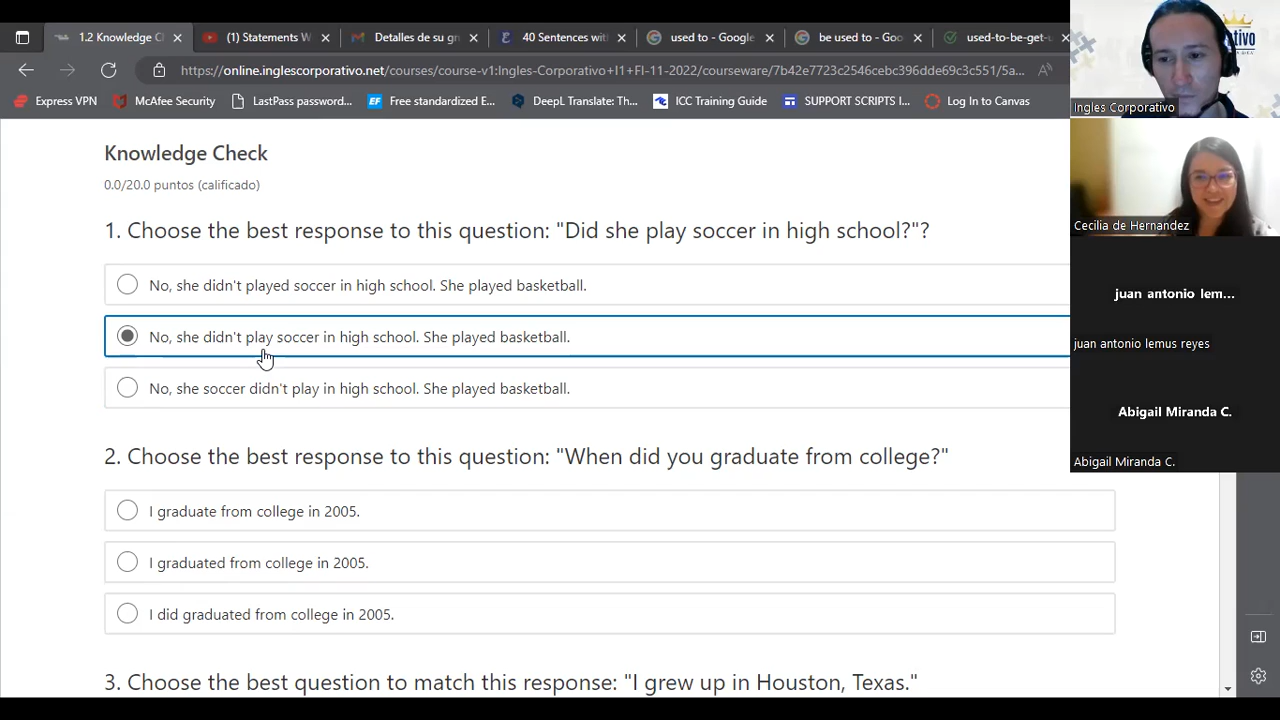 1.2 Knowledge C
(1) Statements W
Detalles de su gr
40 Sentences wit
used to - Google
be used to - Goo
used-to-be-get-u
https://online.inglescorporativo.net/courses/course-v1:Ingles-Corporativo+I1+FI-11-2022/courseware/7b42e7723c2546cebc396dde69c3c551/5a...
Express VPN
McAfee Security
LastPass password...
EF Free standardized E...
DeepL Translate: Th...
ICC Training Guide
SUPPORT SCRIPTS I...
Log In to Canvas
Ingles Corporativo
Cecilia de Hernandez
juan antonio lem...
juan antonio lemus reyes
Abigail Miranda C.
Abigail Miranda C.
Knowledge Check
0.0/20.0 puntos (calificado)
1. Choose the best response to this question: "Did she play soccer in high school?"?
No, she didn't played soccer in high school. She played basketball.
No, she didn't play soccer in high school. She played basketball.
No, she soccer didn't play in high school. She played basketball.
2. Choose the best response to this question: "When did you graduate from college?"
I graduate from college in 2005.
I graduated from college in 2005.
I did graduated from college in 2005.
3. Choose the best question to match this response: "I grew up in Houston, Texas."